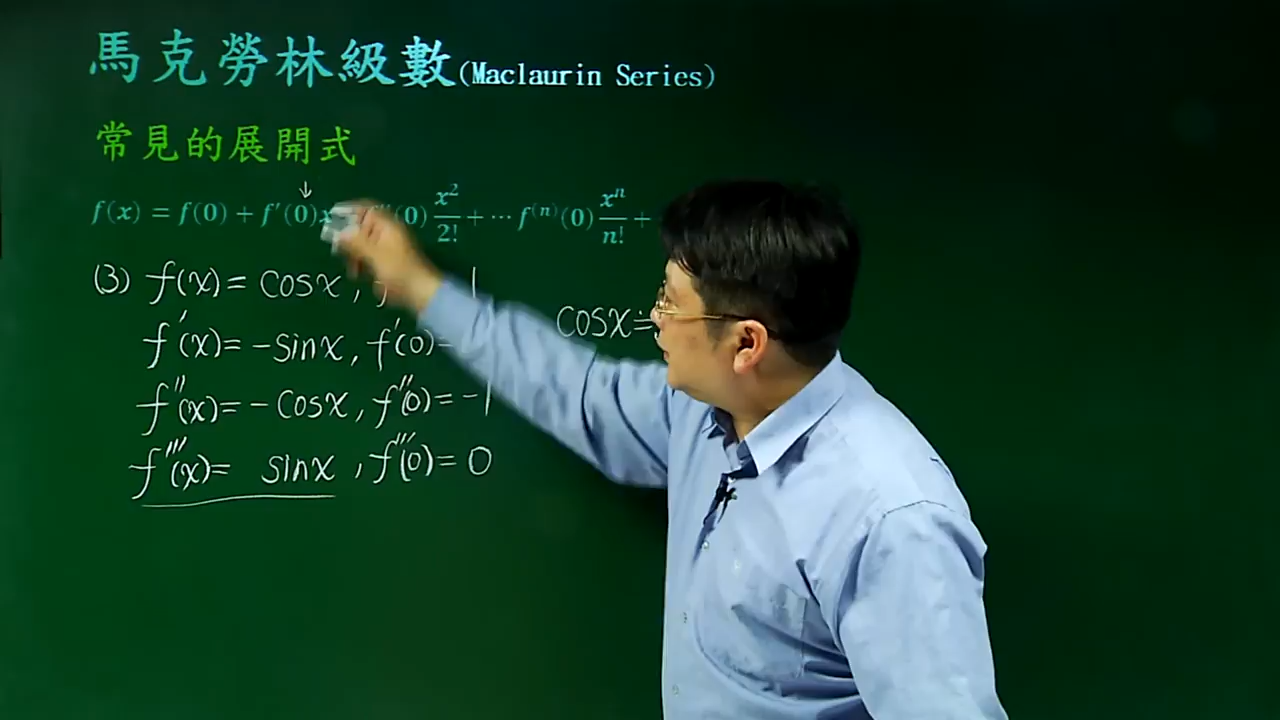 馬克勞林級數(Maclaurin Series)
常見的展開式
f(x) = f(0) + f'(0)x f''(0) x²/2! + ⋯ f⁽ⁿ⁾(0) xⁿ/n! +
(3) f(x) = cosx, 1
f'(x) = -sinx, f'(0) =
f''(x) = -cosx, f''(0) = -1
f'''(x) = sinx, f'''(0) = 0
cosx ≐